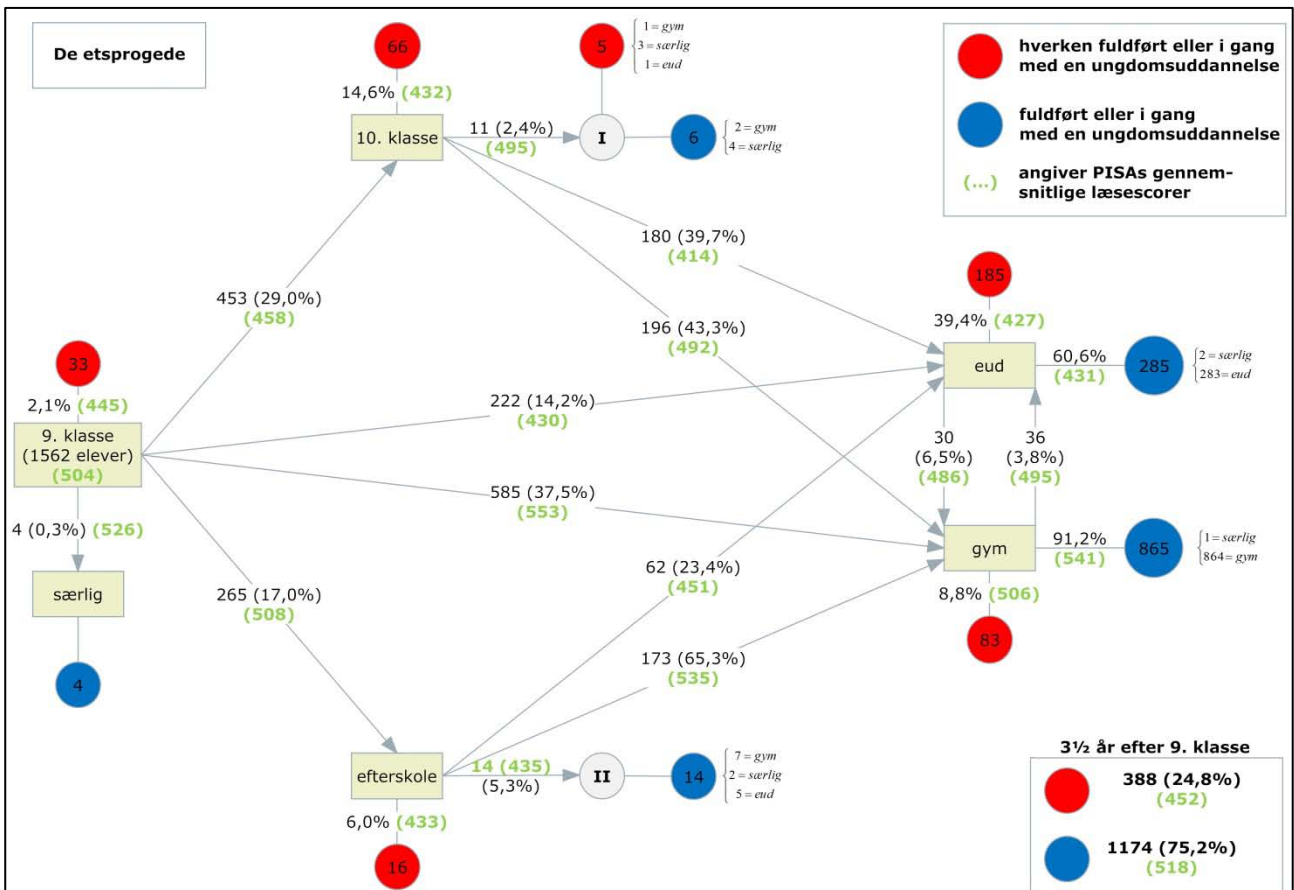 De etsprogede
66
14,6% (432)
10. klasse
11 (2,4%)
(495)
5
1 = gym
3 = særlig
1 = eud
I
6
2 = gym
4 = særlig
hverken fuldført eller i gang
med en ungdomsuddannelse
fuldført eller i gang
med en ungdomsuddannelse
(...)
angiver PISAs gennem-
snitlige læsescorer
180 (39,7%)
(414)
453 (29,0%)
(458)
196 (43,3%)
(492)
185
39,4% (427)
eud
60,6%
(431)
285
2 = særlig
283= eud
33
2,1% (445)
9. klasse
(1562 elever)
(504)
222 (14,2%)
(430)
30
(6,5%)
(486)
36
(3,8%)
(495)
585 (37,5%)
(553)
4 (0,3%) (526)
særlig
4
gym
91,2%
(541)
865
1 = særlig
864 = gym
8,8% (506)
83
62 (23,4%)
(451)
265 (17,0%)
(508)
173 (65,3%)
(535)
efterskole
14 (435)
(5,3%)
II
14
7 = gym
2 = særlig
5 = eud
6,0% (433)
16
3½ år efter 9. klasse
388 (24,8%)
(452)
1174 (75,2%)
(518)